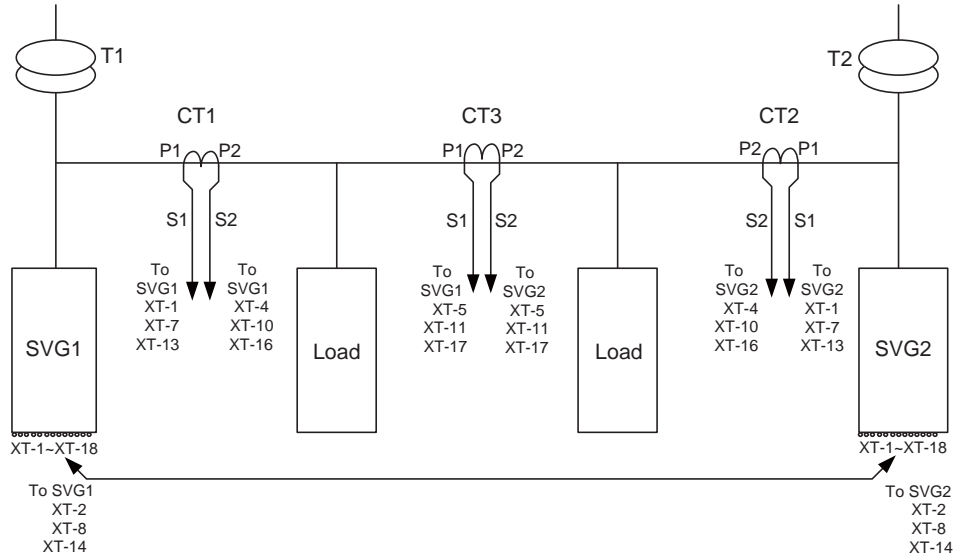 T1
T2
CT1
CT3
CT2
P1
P2
P1
P2
P2
P1
S1
S2
S1
S2
S2
S1
To
SVG1
XT-1
XT-7
XT-13
To
SVG1
XT-4
XT-10
XT-16
To
SVG1
XT-5
XT-11
XT-17
To
SVG2
XT-5
XT-11
XT-17
To
SVG2
XT-4
XT-10
XT-16
To
SVG2
XT-1
XT-7
XT-13
SVG1
Load
Load
SVG2
XT-1~XT-18
XT-1~XT-18
To SVG1
XT-2
XT-8
XT-14
To SVG2
XT-2
XT-8
XT-14